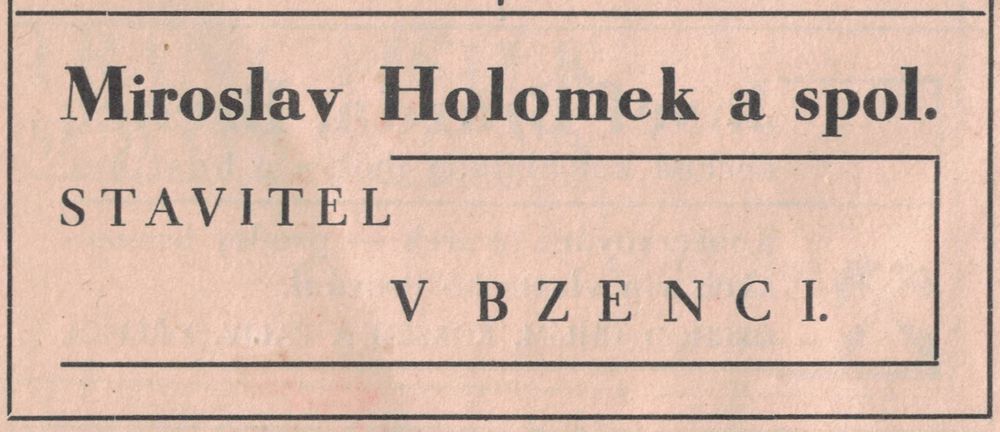 Miroslav Holomek a spol.
STAVITEL
V BZENCI.